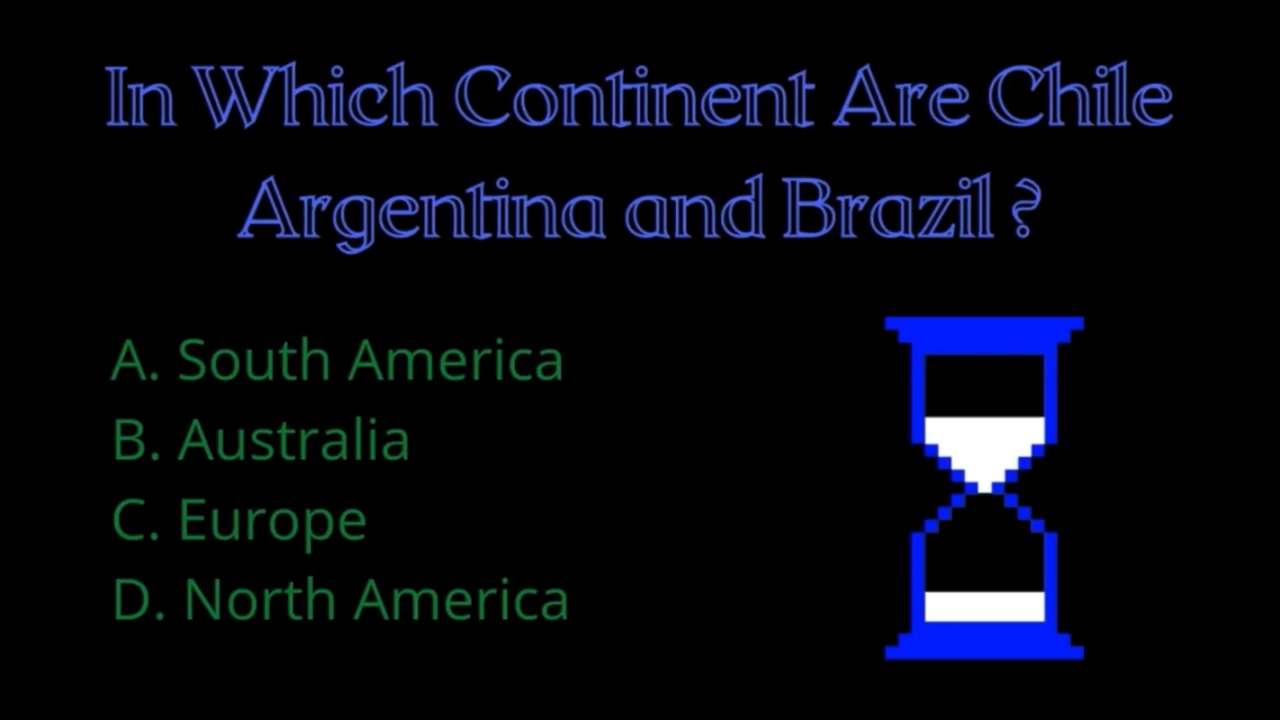 In Which Continent Are Chile
Argentina and Brazil ?
A. South America
B. Australia
C. Europe
D. North America